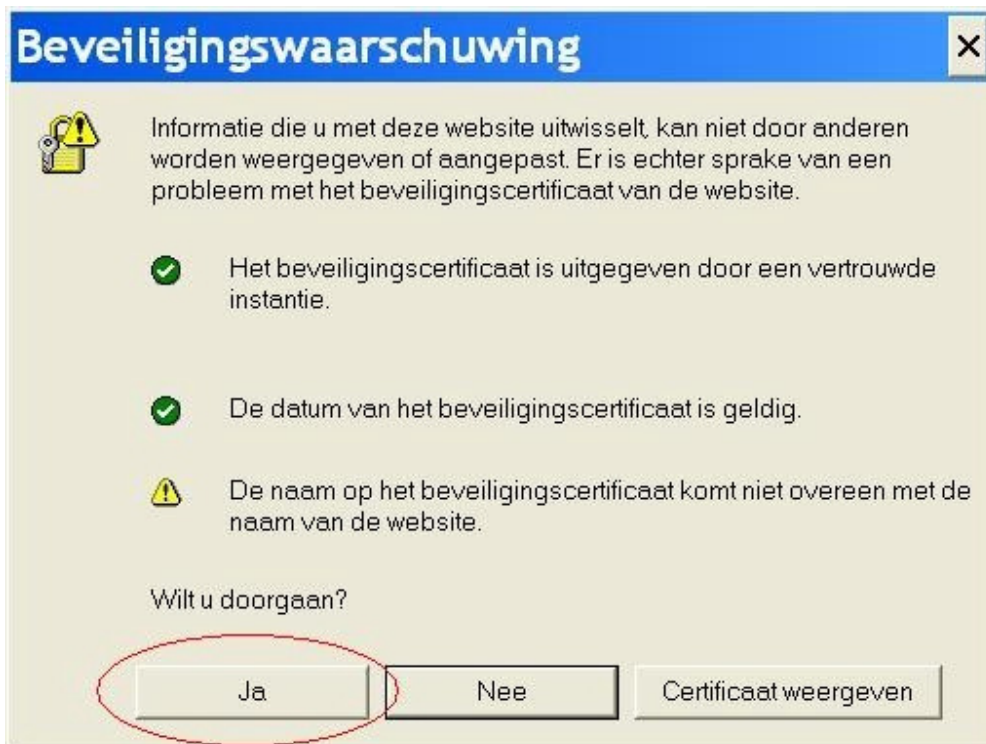 Beveiligingswaarschuwing
Informatie die u met deze website uitwisselt, kan niet door anderen
worden weergegeven of aangepast. Er is echter sprake van een
probleem met het beveiligingscertificaat van de website.
Het beveiligingscertificaat is uitgegeven door een vertrouwde
instantie.
De datum van het beveiligingscertificaat is geldig.
De naam op het beveiligingscertificaat komt niet overeen met de
naam van de website.
Wilt u doorgaan?
Ja Nee Certificaat weergeven